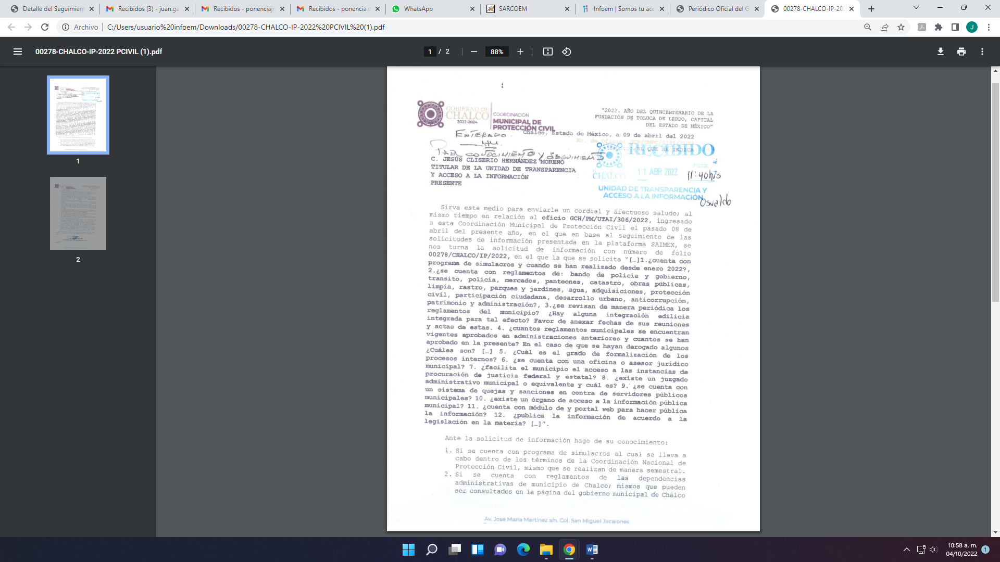 Detalle del Seguimient
Recibidos (3) - juan.ga
Recibidos - ponenciajr
Recibidos - ponencia.c
WhatsApp
SARCOEM
Infoem | Somos tu acc
Periódico Oficial del G
00278-CHALCO-IP-202
Archivo
C:/Users/usuario%20infoem/Downloads/00278-CHALCO-IP-2022%20PCIVIL%20(1).pdf
J
00278-CHALCO-IP-2022 PCIVIL (1).pdf
1 / 2
88%
1
2
GOBIERNO DE
CHALCO
2022-2024
COORDINACIÓN
MUNICIPAL DE
PROTECCIÓN CIVIL
"2022. AÑO DEL QUINCENTENARIO DE LA
FUNDACIÓN DE TOLUCA DE LERDO, CAPITAL
DEL ESTADO DE MÉXICO"
Chalco, Estado de México, a 09 de abril del 2022
No. de Oficio: GCH/CMPC/0151/2022
EL QUE SE INDICA
ENTERADO
PARA CONOCIMIENTO Y SEGUIMIENTO
RECIBIDO
CHALCO
11 ABR 2022
HORA
11:40hrs
UNIDAD DE TRANSPARENCIA Y
ACCESO A LA INFORMACIÓN
Osvaldo
C. JESÚS CLISERIO HERNÁNDEZ MORENO
TITULAR DE LA UNIDAD DE TRANSPARENCIA
Y ACCESO A LA INFORMACIÓN
PRESENTE
Sirva este medio para enviarle un cordial y afectuoso saludo; al
mismo tiempo en relación al oficio GCH/PM/UTAI/306/2022, ingresado
a esta Coordinación Municipal de Protección Civil el pasado 08 de
abril del presente año, en el que en base al seguimiento de las
solicitudes de información presentada en la plataforma SAIMEX, se
nos turna la solicitud de información con número de folio
00278/CHALCO/IP/2022, en el que la que se solicita "[…]1.¿cuenta con
programa de simulacros y cuando se han realizado desde enero 2022?,
2.¿se cuenta con reglamentos de: bando de policía y gobierno,
transito, policía, mercados, panteones, catastro, obras públicas,
limpia, rastro, parques y jardines, agua, adquisiciones, protección
civil, participación ciudadana, desarrollo urbano, anticorrupción,
patrimonio y administración?, 3.¿se revisan de manera periódica los
reglamentos del municipio? ¿Hay alguna integración edilicia
integrada para tal efecto? Favor de anexar fechas de sus reuniones
y actas de estas. 4. ¿cuantos reglamentos municipales se encuentran
vigentes aprobados en administraciones anteriores y cuantos se han
aprobado en la presente? En el caso de que se hayan derogado algunos
¿Cuáles son? […] 5. ¿Cuál es el grado de formalización de los
procesos internos? 6. ¿se cuenta con una oficina o asesor jurídico
municipal? 7. ¿facilita el municipio el acceso a las instancias de
procuración de justicia federal y estatal? 8. ¿existe un juzgado
administrativo municipal o equivalente y cuál es? 9. ¿se cuenta con
un sistema de quejas y sanciones en contra de servidores públicos
municipales? 10. ¿existe un órgano de acceso a la información pública
municipal? 11. ¿cuenta con módulo de y portal web para hacer pública
la información? 12. ¿publica la información de acuerdo a la
legislación en la materia? […]".
Ante la solicitud de información hago de su conocimiento:
1. Si se cuenta con programa de simulacros el cual se lleva a
cabo dentro de los términos de la Coordinación Nacional de
Protección Civil, mismo que se realizan de manera semestral.
2. Si se cuenta con reglamentos de las dependencias
administrativas de municipio de Chalco; mismos que pueden
ser consultados en la página del gobierno municipal de Chalco
Av. José María Martínez s/n, Col. San Miguel Jacalones
10:58 a. m.
04/10/2022
1